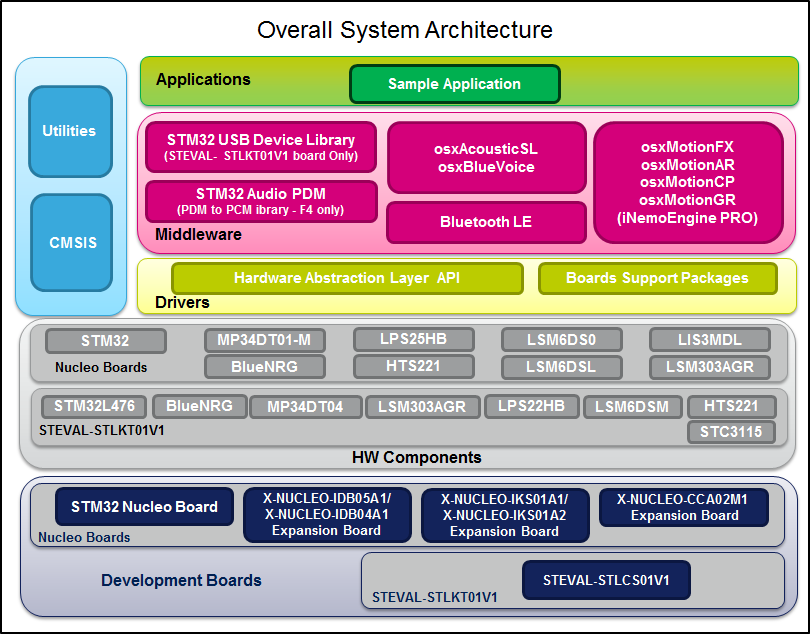 Overall System Architecture
Utilities
CMSIS
Applications
Sample Application
STM32 USB Device Library
(STEVAL- STLKT01V1 board Only)
STM32 Audio PDM
(PDM to PCM ibrary - F4 only)
Middleware
osxAcousticSL
osxBlueVoice
Bluetooth LE
osxMotionFX
osxMotionAR
osxMotionCP
osxMotionGR
(iNemoEngine PRO)
Hardware Abstraction Layer API
Boards Support Packages
Drivers
STM32
MP34DT01-M
LPS25HB
LSM6DS0
LIS3MDL
Nucleo Boards
BlueNRG
HTS221
LSM6DSL
LSM303AGR
STM32L476
BlueNRG
MP34DT04
LSM303AGR
LPS22HB
LSM6DSM
HTS221
STEVAL-STLKT01V1
STC3115
HW Components
STM32 Nucleo Board
X-NUCLEO-IDB05A1/
X-NUCLEO-IDB04A1
Expansion Board
X-NUCLEO-IKS01A1/
X-NUCLEO-IKS01A2
Expansion Board
X-NUCLEO-CCA02M1
Expansion Board
Nucleo Boards
Development Boards
STEVAL-STLCS01V1
STEVAL-STLKT01V1